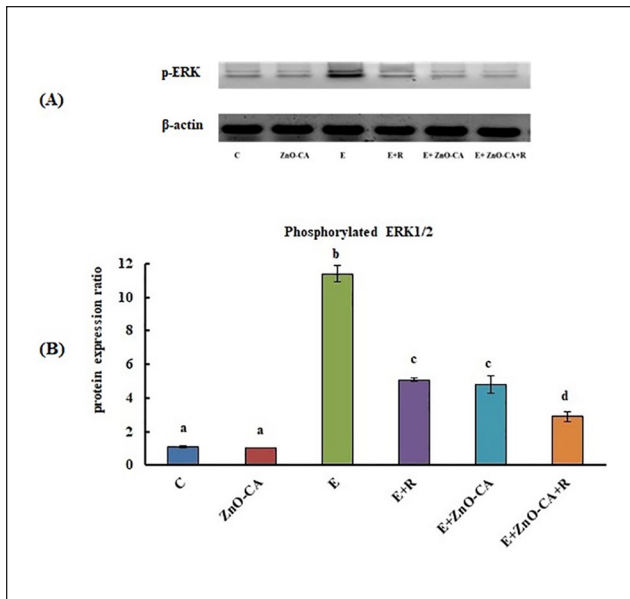 (A)
p-ERK
β-actin
C ZnO-CA E E+R E+ ZnO-CA E+ ZnO-CA+R
(B)
Phosphorylated ERK1/2
protein expression ratio
12
10
8
6
4
2
0
a a b c c d
C ZnO-CA E E+R E+ZnO-CA E+ZnO-CA+R